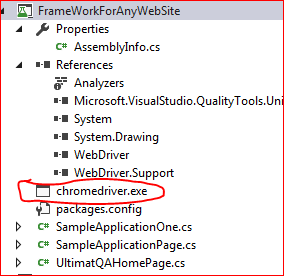 FrameWorkForAnyWebSite
Properties
AssemblyInfo.cs
References
Analyzers
Microsoft.VisualStudio.QualityTools.Uni
System
System.Drawing
WebDriver
WebDriver.Support
chromedriver.exe
packages.config
SampleApplicationOne.cs
SampleApplicationPage.cs
UltimatQAHomePage.cs